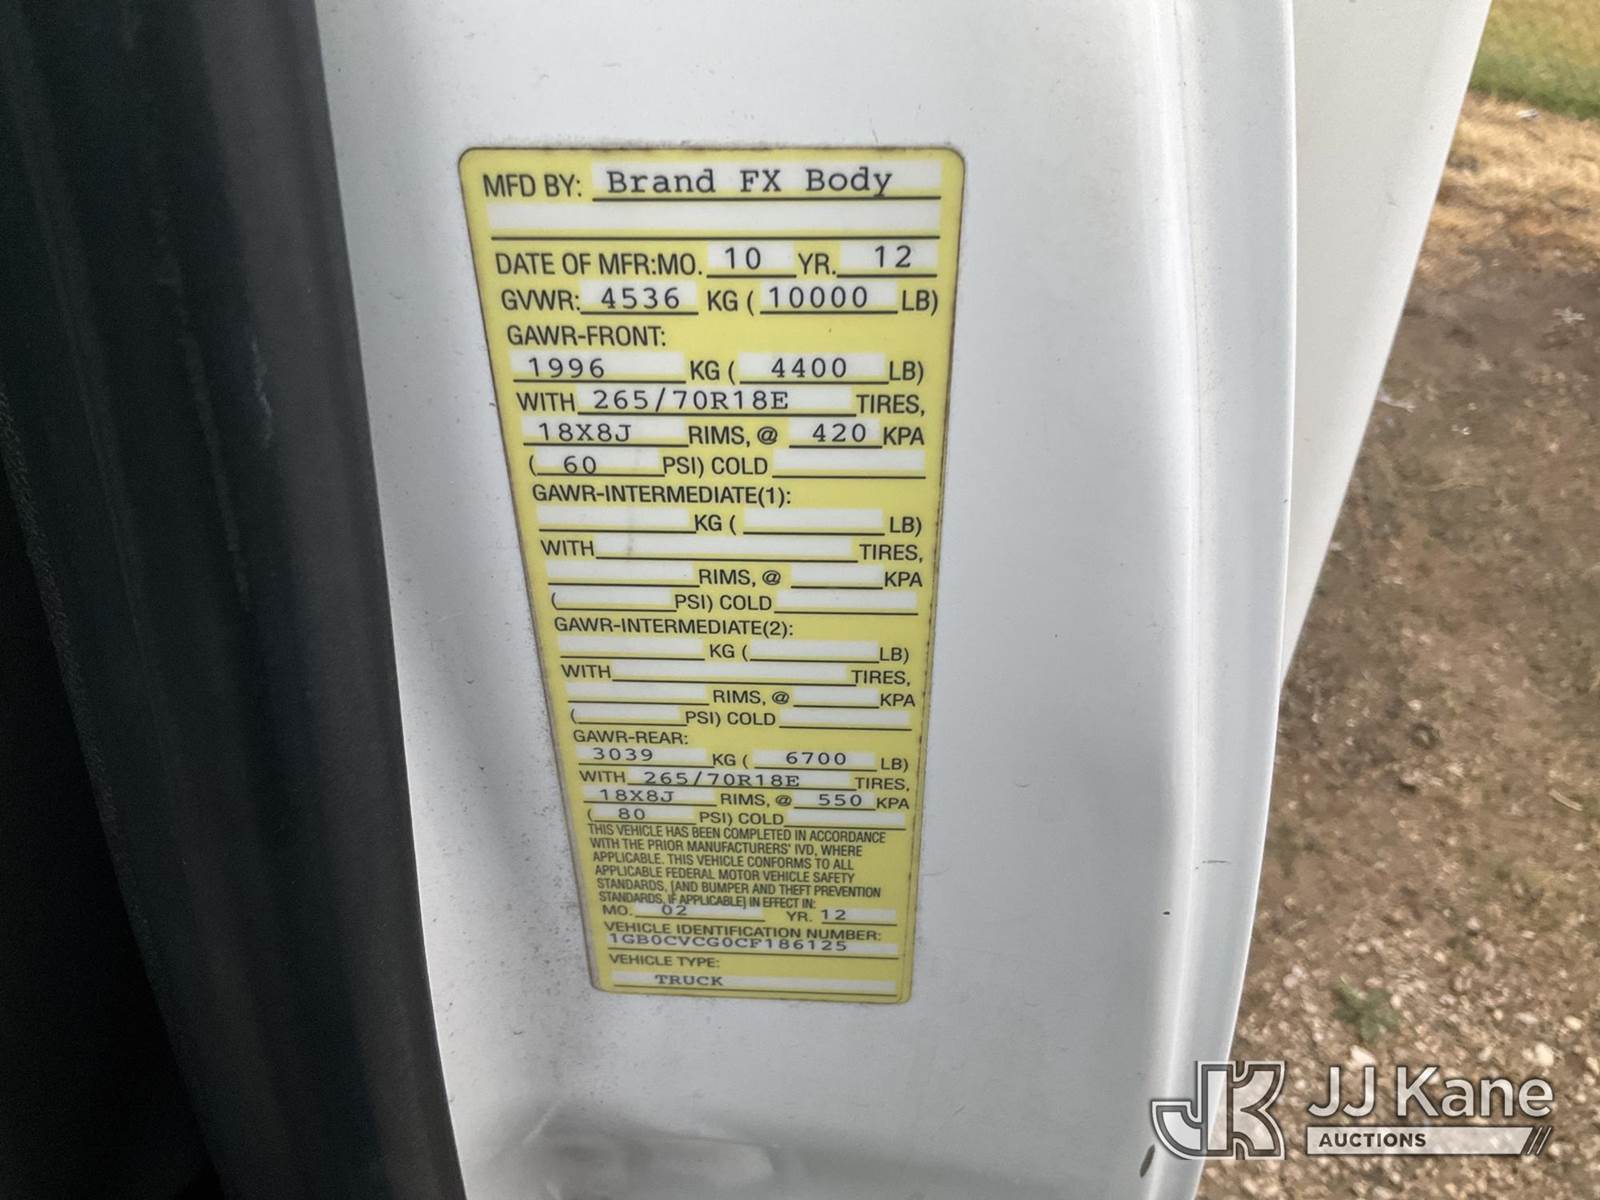 MFD BY: Brand FX Body
DATE OF MFR:MO. 10 YR. 12
GVWR: 4536 KG ( 10000 LB)
GAWR-FRONT:
1996 KG ( 4400 LB)
WITH 265/70R18E TIRES,
18X8J RIMS, @ 420 KPA
( 60 PSI) COLD
GAWR-INTERMEDIATE(1):
KG ( LB)
WITH TIRES,
RIMS, @ KPA
( PSI) COLD
GAWR-INTERMEDIATE(2):
KG ( LB)
WITH TIRES,
RIMS, @ KPA
( PSI) COLD
GAWR-REAR:
3039 KG ( 6700 LB)
WITH 265/70R18E TIRES,
18X8J RIMS, @ 550 KPA
( 80 PSI) COLD
THIS VEHICLE HAS BEEN COMPLETED IN ACCORDANCE
WITH THE PRIOR MANUFACTURERS' IVD, WHERE
APPLICABLE. THIS VEHICLE CONFORMS TO ALL
APPLICABLE FEDERAL MOTOR VEHICLE SAFETY
STANDARDS, [AND BUMPER AND THEFT PREVENTION
STANDARDS, IF APPLICABLE] IN EFFECT IN:
MO. 02 YR. 12
VEHICLE IDENTIFICATION NUMBER:
1GB0CVCG0CF186125
VEHICLE TYPE:
TRUCK
JK JJ Kane
AUCTIONS